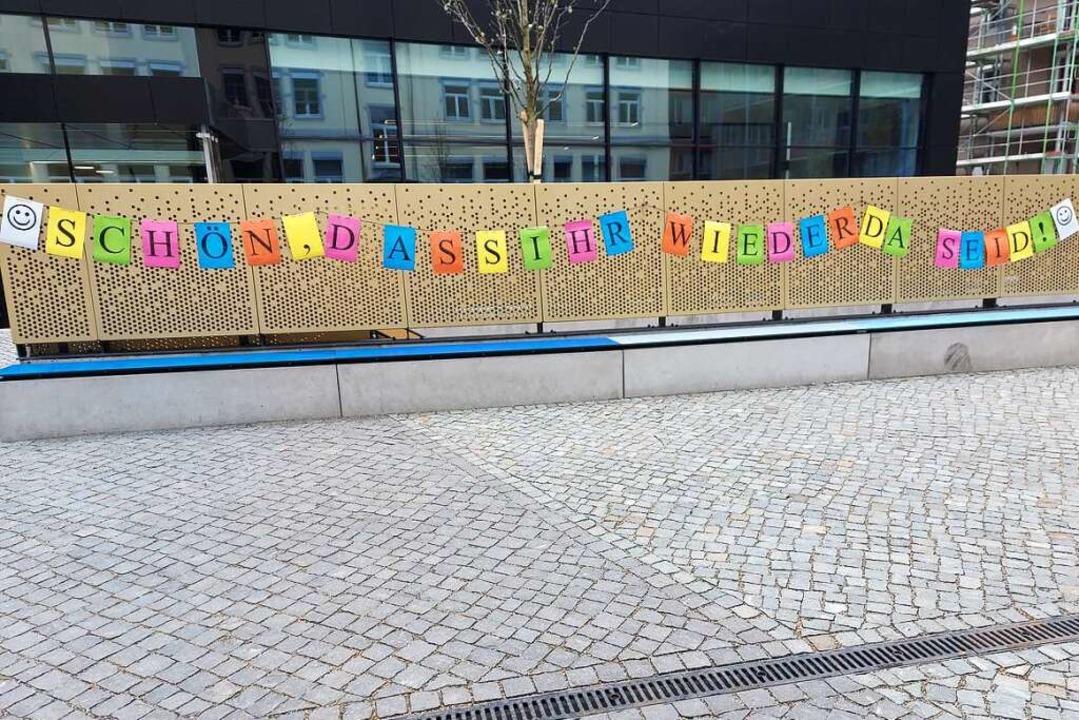 SCHÖN, DASS IHR WIEDER DA SEID!